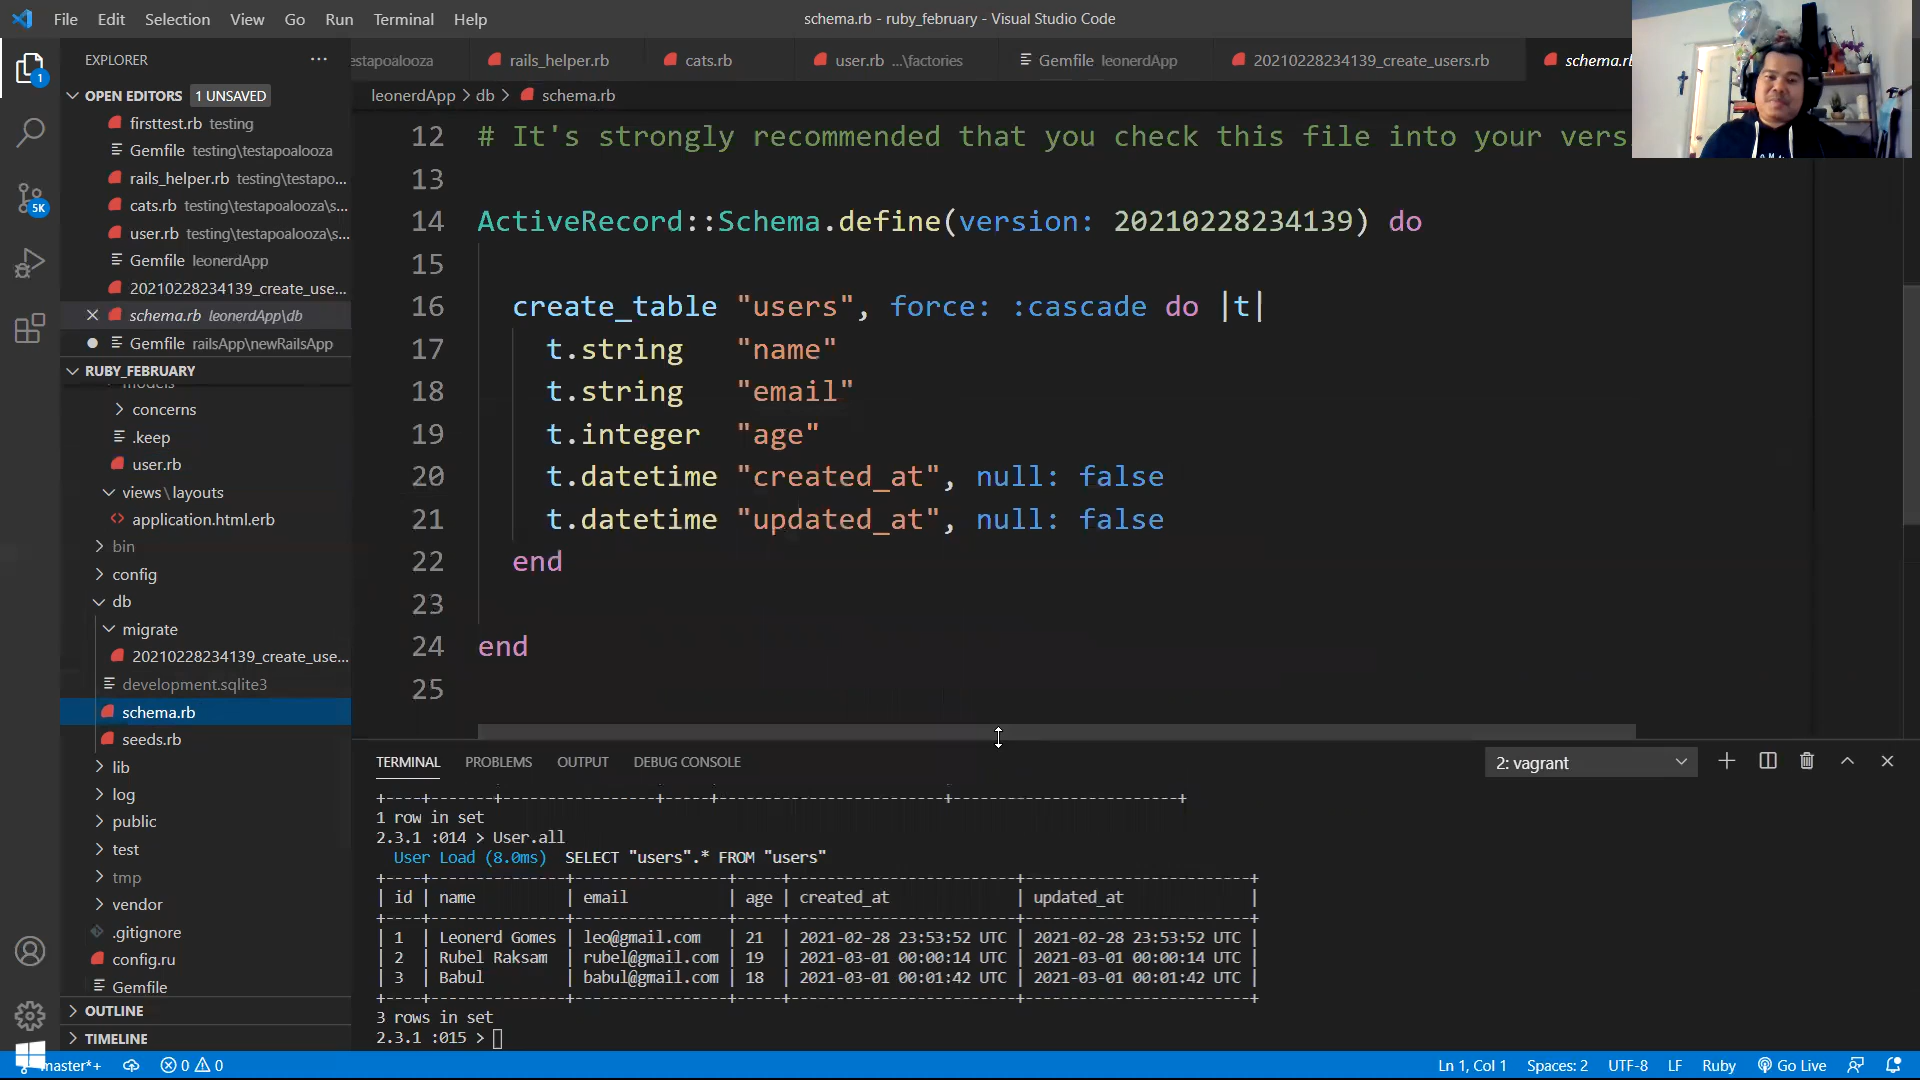 File Edit Selection View Go Run Terminal Help
schema.rb - ruby_february - Visual Studio Code
EXPLORER ...
estapoalooza rails_helper.rb cats.rb user.rb ...\factories Gemfile leonerdApp 20210228234139_create_users.rb schema.rb
leonerdApp > db > schema.rb
OPEN EDITORS 1 UNSAVED
firsttest.rb testing
Gemfile testing\testapoalooza
rails_helper.rb testing\testapo...
cats.rb testing\testapoalooza\s...
user.rb testing\testapoalooza\s...
Gemfile leonerdApp
20210228234139_create_use...
schema.rb leonerdApp\db
Gemfile railsApp\newRailsApp
1
5K
RUBY_FEBRUARY
models
concerns
.keep
user.rb
views\layouts
application.html.erb
bin
config
db
migrate
20210228234139_create_use...
development.sqlite3
schema.rb
seeds.rb
lib
log
public
test
tmp
vendor
.gitignore
config.ru
Gemfile
OUTLINE
TIMELINE
12 # It's strongly recommended that you check this file into your vers
13
14 ActiveRecord::Schema.define(version: 20210228234139) do
15
16 create_table "users", force: :cascade do |t|
17 t.string "name"
18 t.string "email"
19 t.integer "age"
20 t.datetime "created_at", null: false
21 t.datetime "updated_at", null: false
22 end
23
24 end
25
TERMINAL PROBLEMS OUTPUT DEBUG CONSOLE
2: vagrant
+----+-------+----------------+-----+-------------------------+-------------------------+
1 row in set
2.3.1 :014 > User.all
User Load (8.0ms) SELECT "users".* FROM "users"
+----+---------------+-----------------+-----+-------------------------+-------------------------+
| id | name | email | age | created_at | updated_at |
+----+---------------+-----------------+-----+-------------------------+-------------------------+
| 1 | Leonerd Gomes | leo@gmail.com | 21 | 2021-02-28 23:53:52 UTC | 2021-02-28 23:53:52 UTC |
| 2 | Rubel Raksam | rubel@gmail.com | 19 | 2021-03-01 00:00:14 UTC | 2021-03-01 00:00:14 UTC |
| 3 | Babul | babul@gmail.com | 18 | 2021-03-01 00:01:42 UTC | 2021-03-01 00:01:42 UTC |
+----+---------------+-----------------+-----+-------------------------+-------------------------+
3 rows in set
2.3.1 :015 >
master*+ 0 0 Ln 1, Col 1 Spaces: 2 UTF-8 LF Ruby Go Live